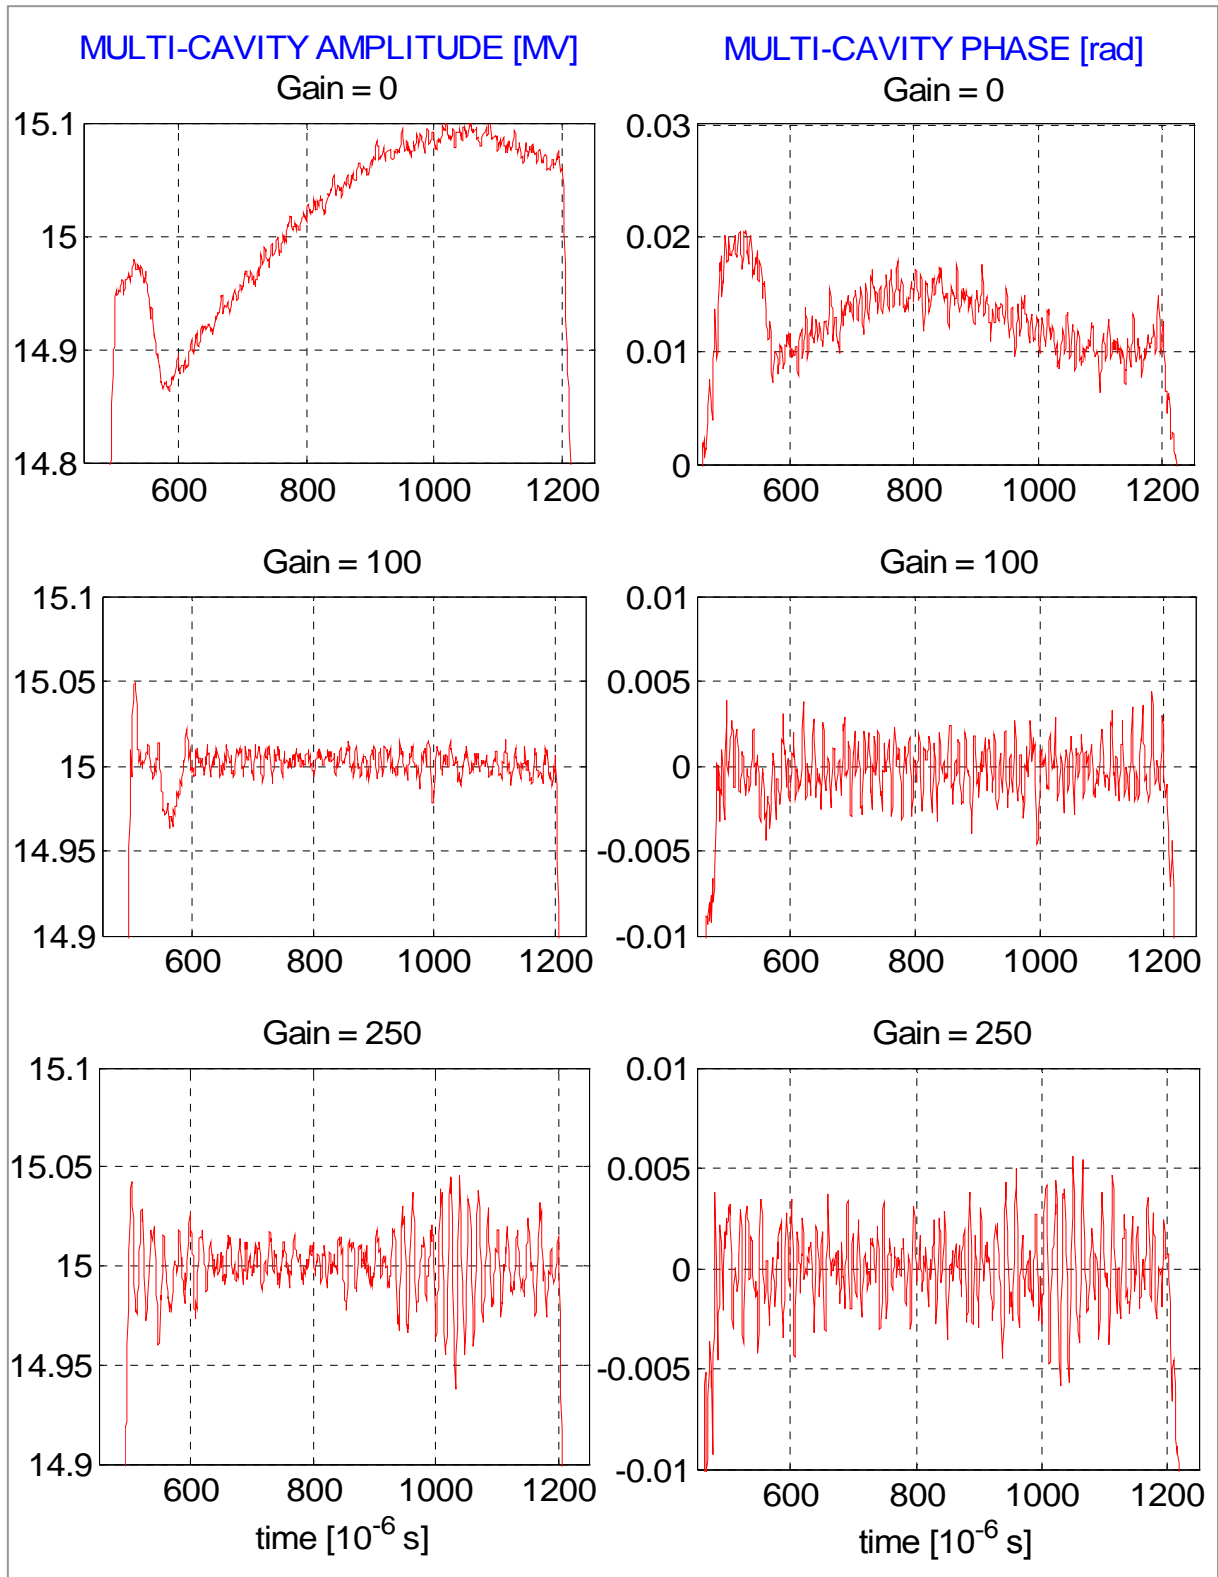 MULTI-CAVITY AMPLITUDE [MV]
Gain = 0
15.1
15
14.9
14.8
600 800 1000 1200
MULTI-CAVITY PHASE [rad]
Gain = 0
0.03
0.02
0.01
0
600 800 1000 1200
Gain = 100
15.1
15.05
15
14.95
14.9
600 800 1000 1200
Gain = 100
0.01
0.005
0
-0.005
-0.01
600 800 1000 1200
Gain = 250
15.1
15.05
15
14.95
14.9
600 800 1000 1200
time [10⁻⁶ s]
Gain = 250
0.01
0.005
0
-0.005
-0.01
600 800 1000 1200
time [10⁻⁶ s]